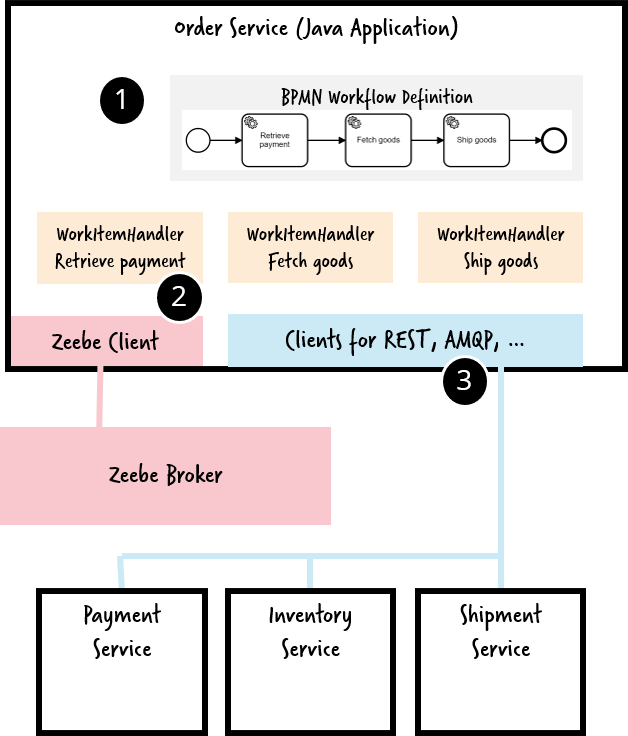 Order Service (Java Application)
1
BPMN Workflow Definition
Retrieve
payment
Fetch goods
Ship goods
WorkItemHandler
Retrieve payment
WorkItemHandler
Fetch goods
WorkItemHandler
Ship goods
2
Zeebe Client
Clients for REST, AMQP, ...
3
Zeebe Broker
Payment
Service
Inventory
Service
Shipment
Service